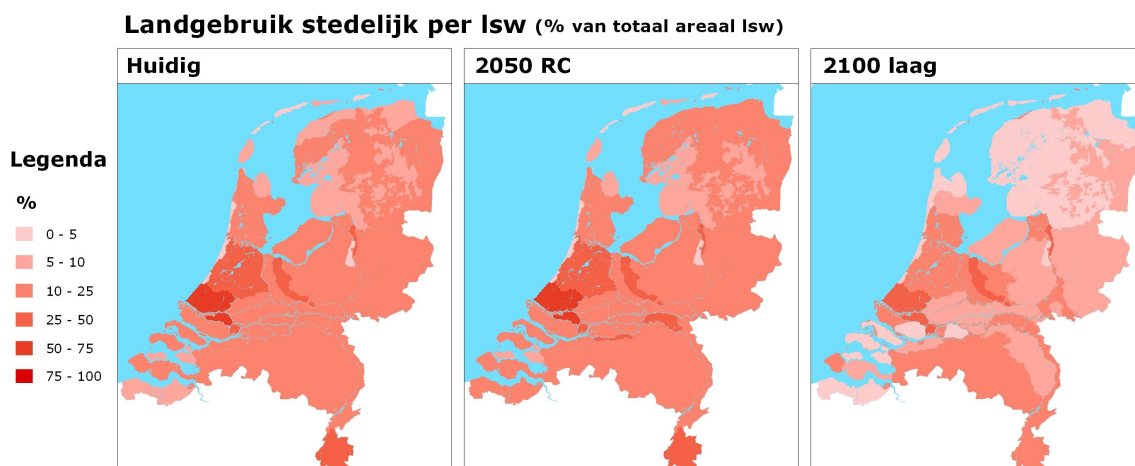 Landgebruik stedelijk per lsw (% van totaal areaal lsw)
Huidig
2050 RC
2100 laag
Legenda
%
0 - 5
5 - 10
10 - 25
25 - 50
50 - 75
75 - 100